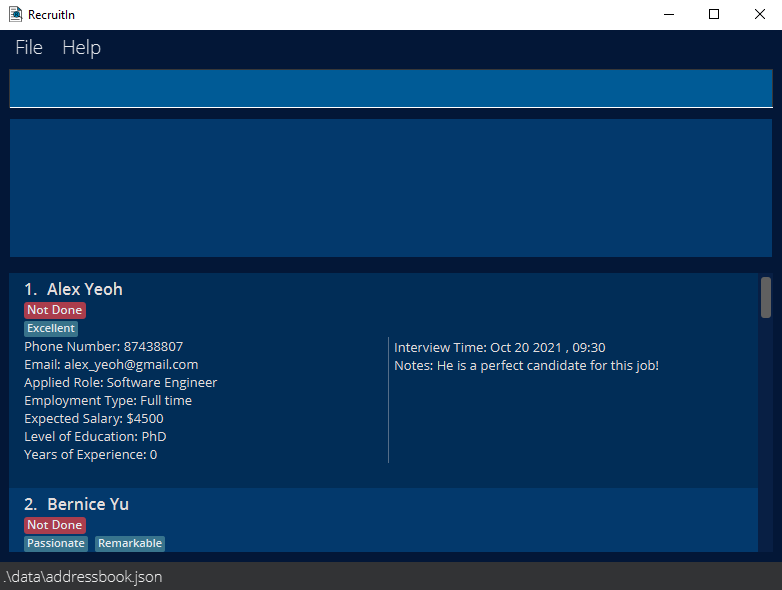 RecruitIn
File Help
1. Alex Yeoh
Not Done
Excellent
Phone Number: 87438807
Email: alex_yeoh@gmail.com
Applied Role: Software Engineer
Employment Type: Full time
Expected Salary: $4500
Level of Education: PhD
Years of Experience: 0
Interview Time: Oct 20 2021 , 09:30
Notes: He is a perfect candidate for this job!
2. Bernice Yu
Not Done
Passionate Remarkable
.\data\addressbook.json